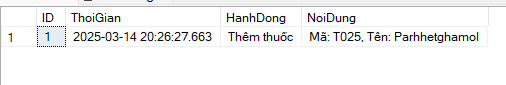 ID ThoiGian HanhDong NoiDung
1 1 2025-03-14 20:26:27.663 Thêm thuốc Mã: T025, Tên: Parhhetghamol